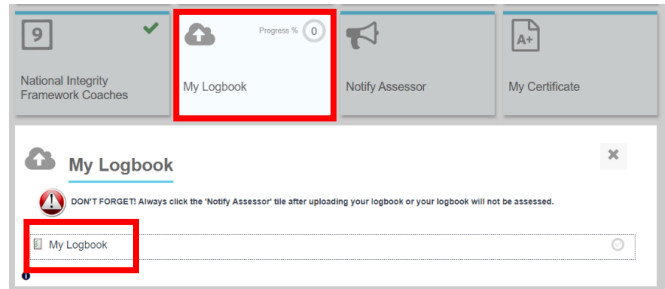 9
National Integrity
Framework Coaches
Progress % 0
My Logbook
Notify Assessor
A+
My Certificate
My Logbook
DON'T FORGET! Always click the 'Notify Assessor' tile after uploading your logbook or your logbook will not be assessed.
My Logbook